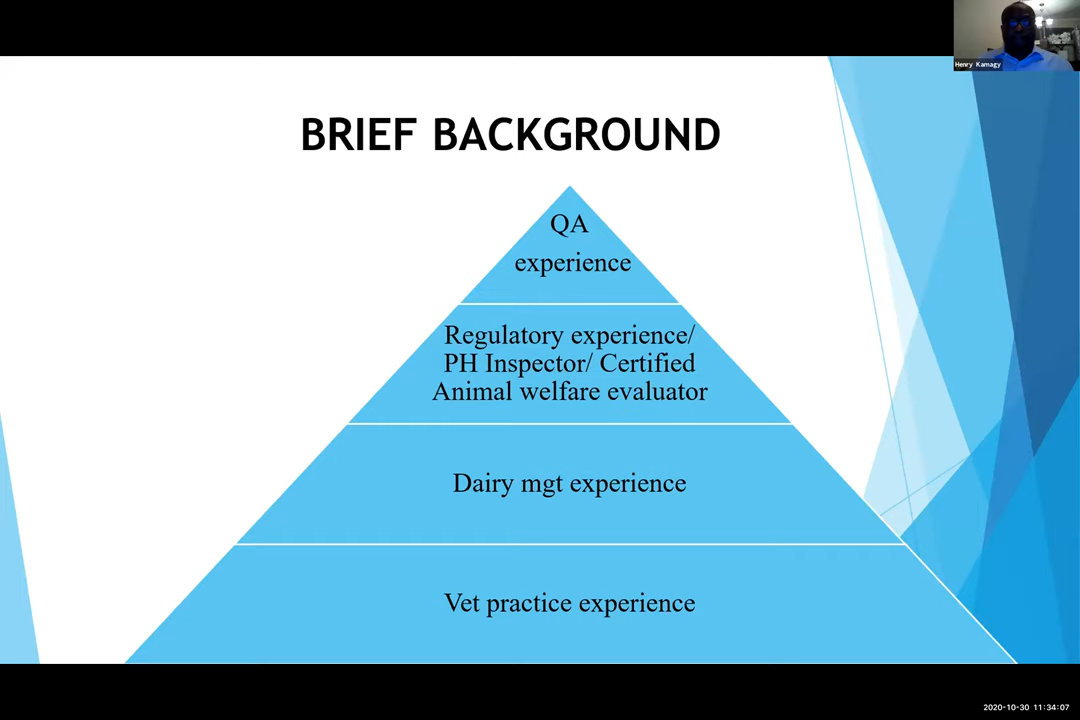 Henry Kamagy
BRIEF BACKGROUND
QA
experience
Regulatory experience/
PH Inspector/ Certified
Animal welfare evaluator
Dairy mgt experience
Vet practice experience
2020-10-30 11:34:07